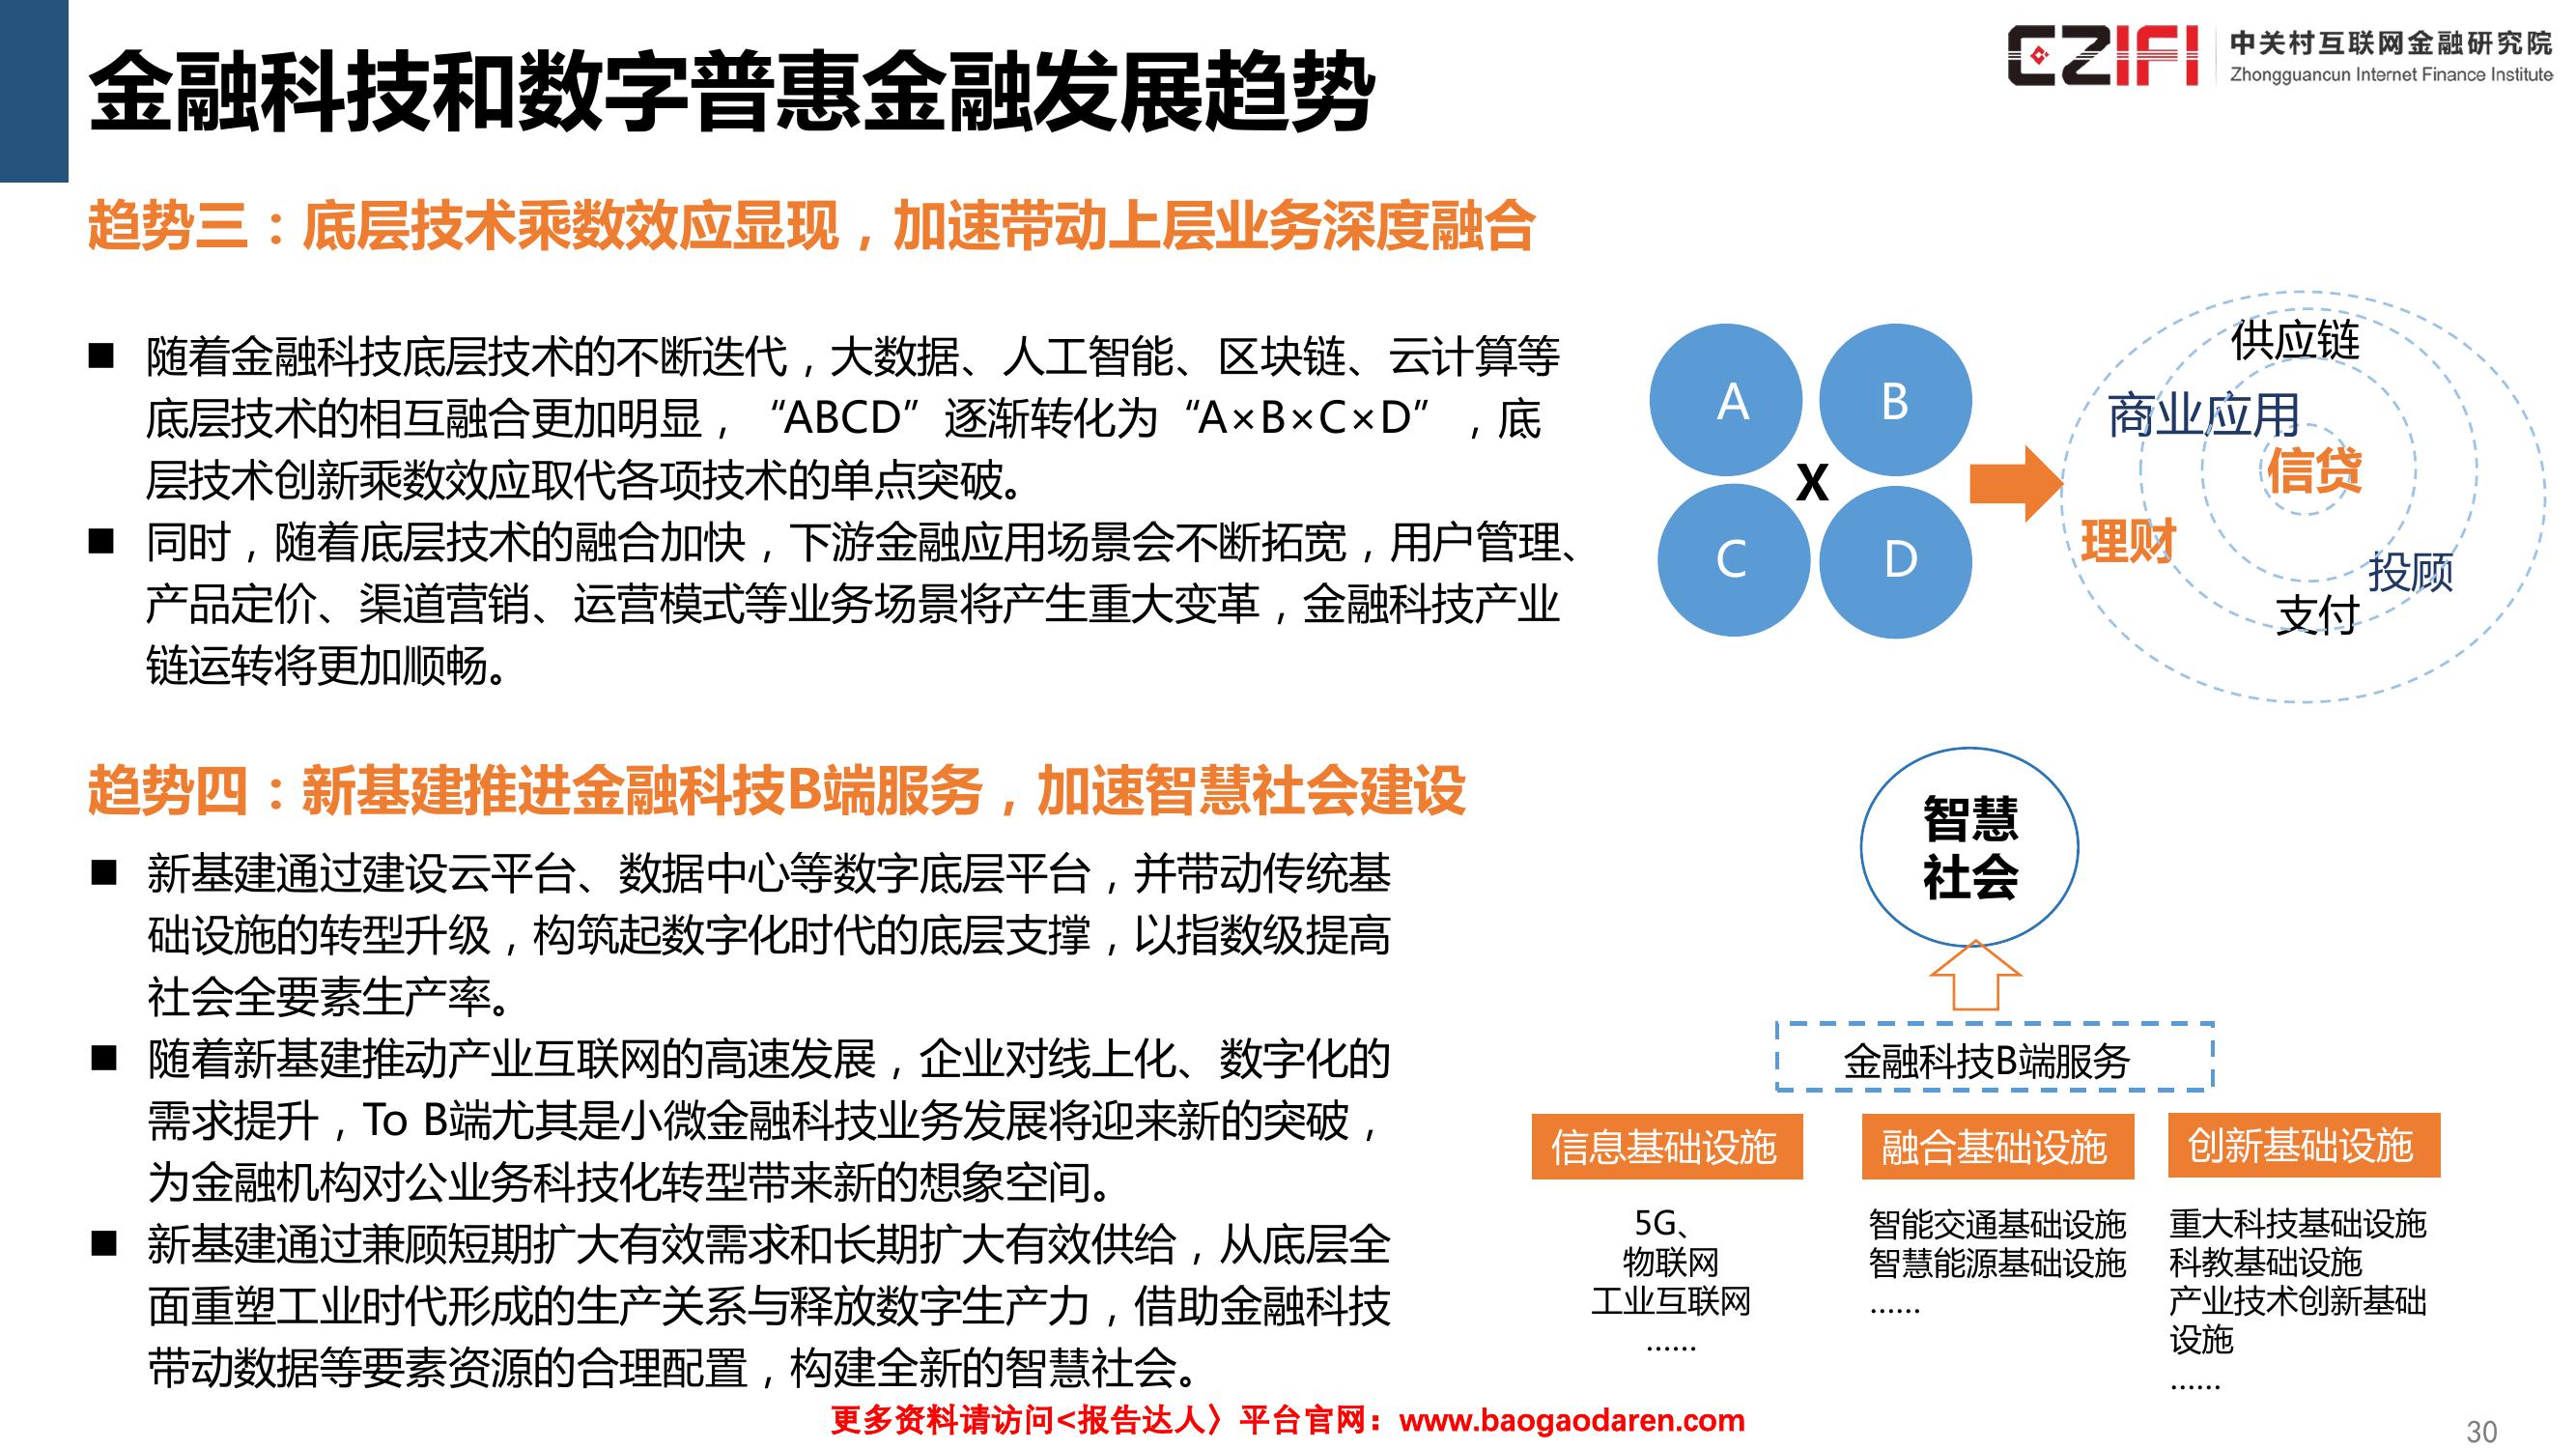 金融科技和数字普惠金融发展趋势
CZIFI
中关村互联网金融研究院
Zhongguancun Internet Finance Institute
趋势三：底层技术乘数效应显现，加速带动上层业务深度融合
■ 随着金融科技底层技术的不断迭代，大数据、人工智能、区块链、云计算等
底层技术的相互融合更加明显，“ABCD”逐渐转化为“A×B×C×D”，底
层技术创新乘数效应取代各项技术的单点突破。
■ 同时，随着底层技术的融合加快，下游金融应用场景会不断拓宽，用户管理、
产品定价、渠道营销、运营模式等业务场景将产生重大变革，金融科技产业
链运转将更加顺畅。
A
B
X
C
D
供应链
商业应用
信贷
理财
投顾
支付
趋势四：新基建推进金融科技B端服务，加速智慧社会建设
■ 新基建通过建设云平台、数据中心等数字底层平台，并带动传统基
础设施的转型升级，构筑起数字化时代的底层支撑，以指数级提高
社会全要素生产率。
■ 随着新基建推动产业互联网的高速发展，企业对线上化、数字化的
需求提升，To B端尤其是小微金融科技业务发展将迎来新的突破，
为金融机构对公业务科技化转型带来新的想象空间。
■ 新基建通过兼顾短期扩大有效需求和长期扩大有效供给，从底层全
面重塑工业时代形成的生产关系与释放数字生产力，借助金融科技
带动数据等要素资源的合理配置，构建全新的智慧社会。
智慧
社会
金融科技B端服务
信息基础设施
5G、
物联网
工业互联网
……
融合基础设施
智能交通基础设施
智慧能源基础设施
……
创新基础设施
重大科技基础设施
科教基础设施
产业技术创新基础
设施
……
更多资料请访问<报告达人〉平台官网：www.baogaodaren.com
30